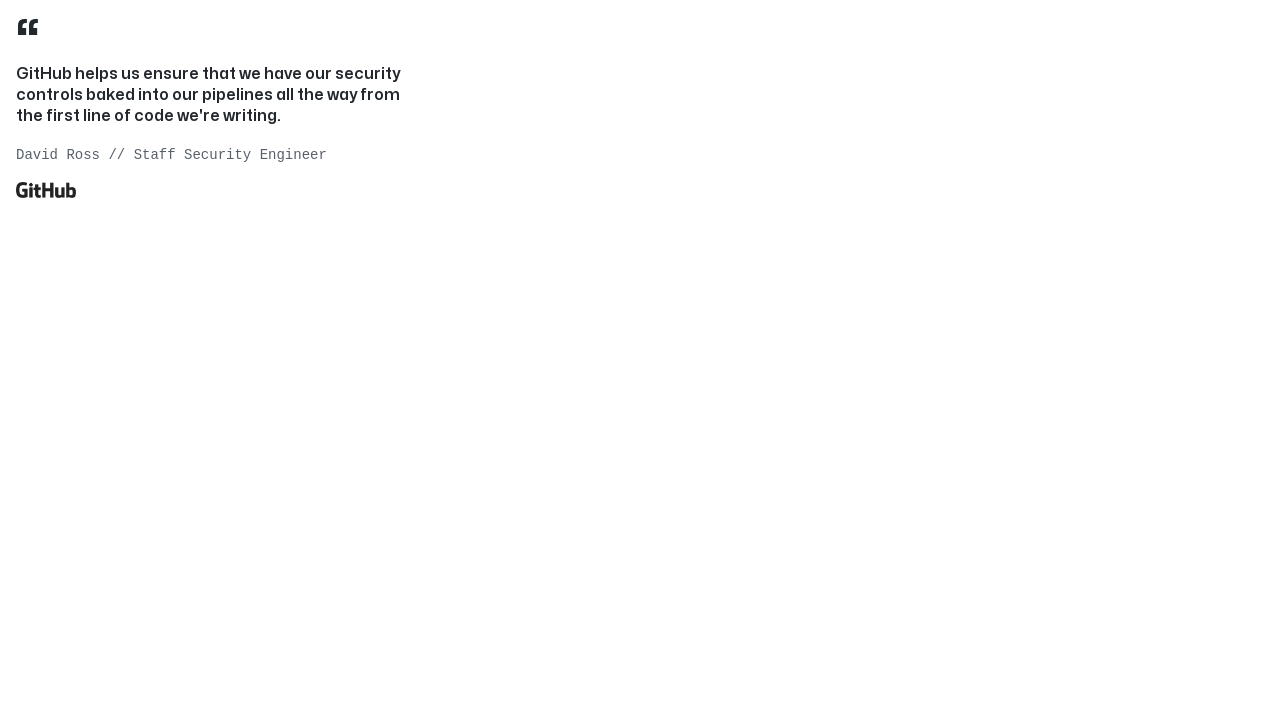 “
GitHub helps us ensure that we have our security
controls baked into our pipelines all the way from
the first line of code we're writing.
David Ross // Staff Security Engineer
GitHub